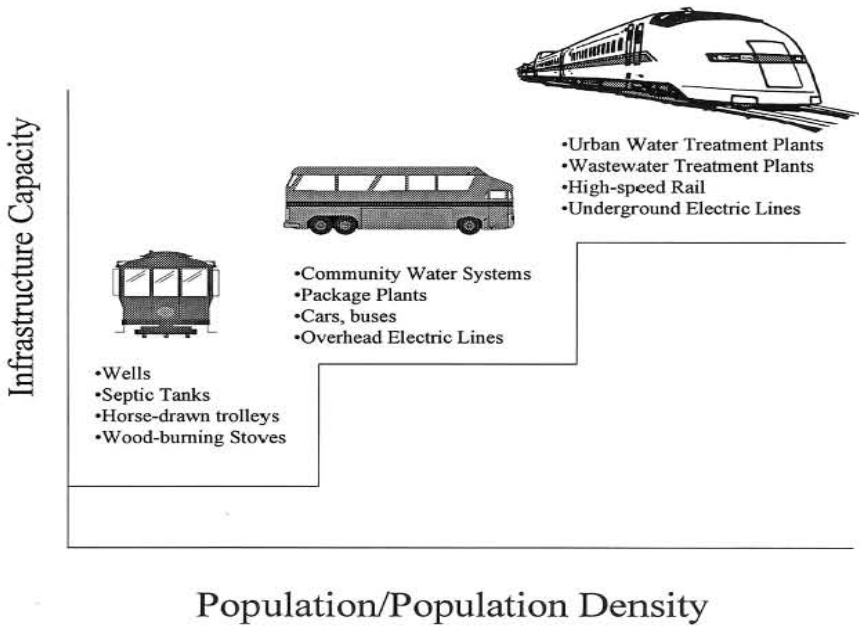 Infrastructure Capacity
•Urban Water Treatment Plants
•Wastewater Treatment Plants
•High-speed Rail
•Underground Electric Lines
•Community Water Systems
•Package Plants
•Cars, buses
•Overhead Electric Lines
•Wells
•Septic Tanks
•Horse-drawn trolleys
•Wood-burning Stoves
Population/Population Density